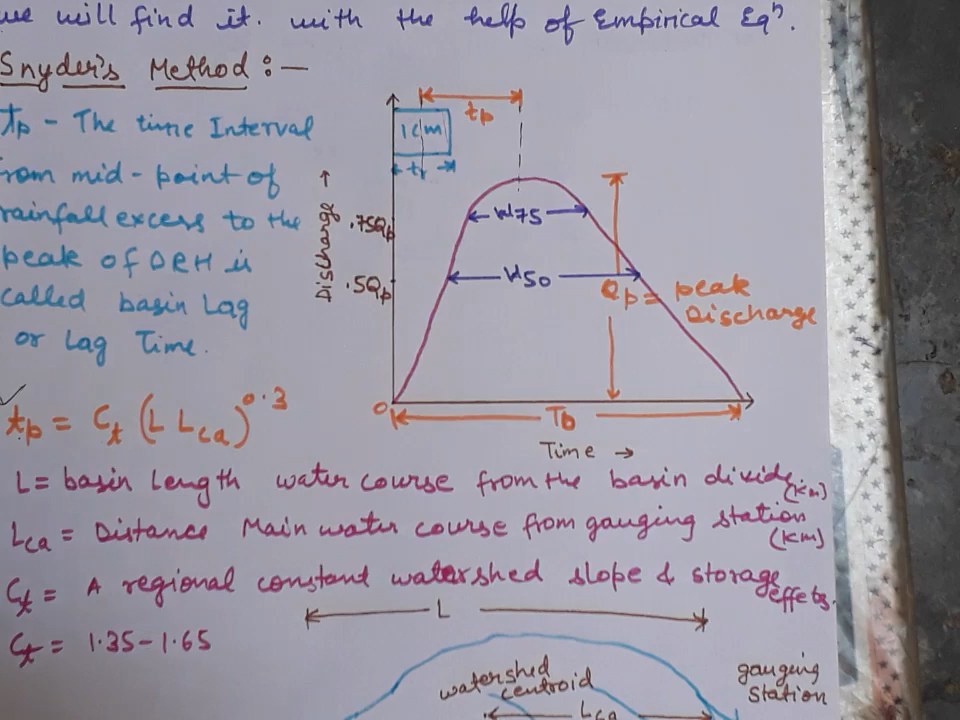 we will find it. with the help of Empirical Eqn.
Snyder's Method :-
tp - The time Interval
from mid-point of
rainfall excess to the
peak of DRH is
called basin Lag
or Lag Time.
tp
1cm
tr
Discharge →
.75Qp
W75
.5Qp
W50
Qp = peak
Discharge
0
Tb
Time →
tp = Ct (L Lca)^0.3
L = basin length water course from the basin divide (Km)
Lca = Distance Main water course from gauging station (KM)
Ct = A regional constant watershed slope & storage effets.
Ct = 1.35-1.65
L
watershed
centroid
gauging
station
Lca